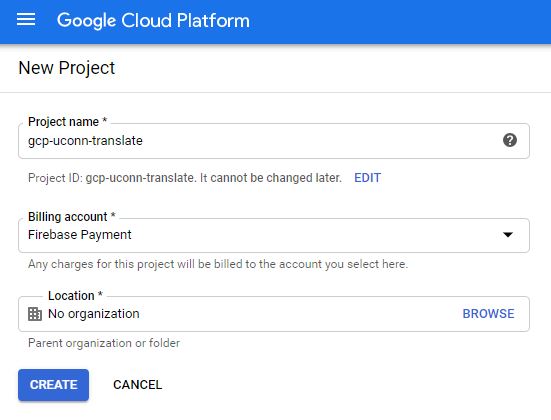 Google Cloud Platform
New Project
Project name *
gcp-uconn-translate
Project ID: gcp-uconn-translate. It cannot be changed later. EDIT
Billing account *
Firebase Payment
Any charges for this project will be billed to the account you select here.
Location *
No organization BROWSE
Parent organization or folder
CREATE CANCEL